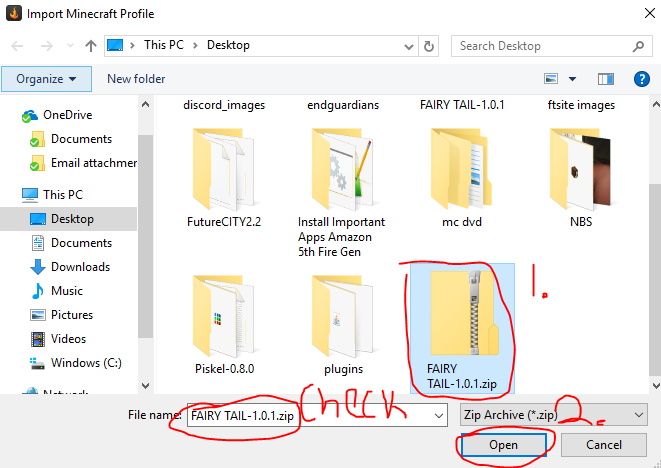 Import Minecraft Profile
This PC > Desktop
Search Desktop
Organize
New folder
OneDrive
Documents
Email attachmen
This PC
Desktop
Documents
Downloads
Music
Pictures
Videos
Windows (C:)
discord_images
endguardians
FAIRY TAIL-1.0.1
ftsite images
FutureCITY2.2
Install Important
Apps Amazon
5th Fire Gen
mc dvd
NBS
Piskel-0.8.0
plugins
FAIRY
TAIL-1.0.1.zip
1.
File name:
FAIRY TAIL-1.0.1.zip
Check
Zip Archive (*.zip)
2.
Open
Cancel